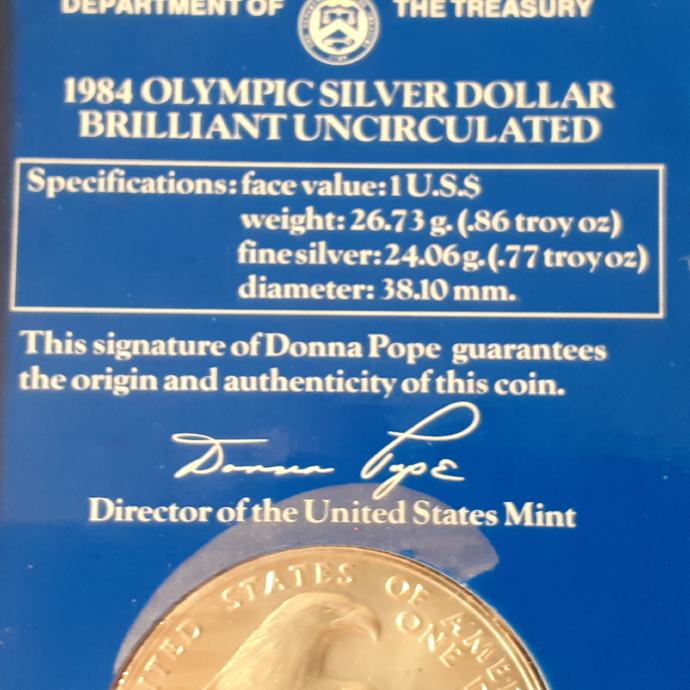 DEPARTMENT OF THE TREASURY
1984 OLYMPIC SILVER DOLLAR
BRILLIANT UNCIRCULATED
Specifications: face value: 1 U.S.$
weight: 26.73 g. (.86 troy oz)
fine silver: 24.06 g. (.77 troy oz)
diameter: 38.10 mm.
This signature of Donna Pope guarantees
the origin and authenticity of this coin.
Donna Pope
Director of the United States Mint
STATES OF
ONE